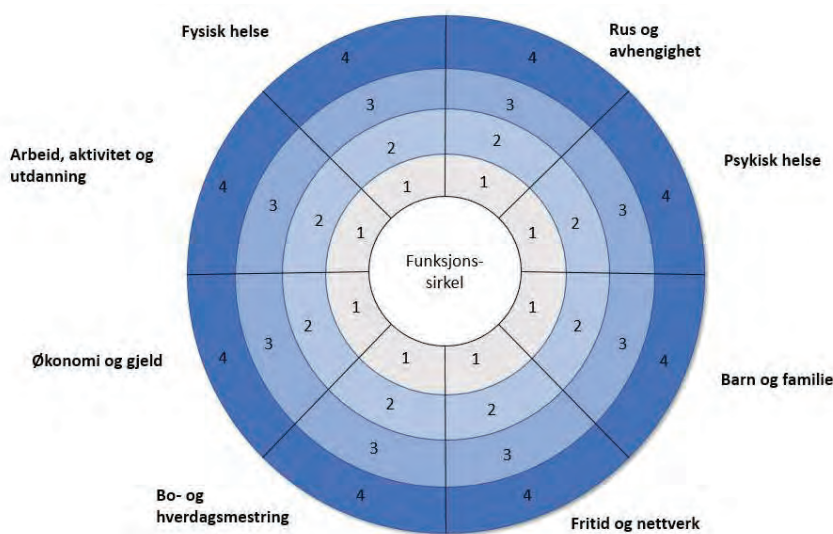 Fysisk helse
Rus og
avhengighet
4
4
3
3
Arbeid, aktivitet og
utdanning
Psykisk helse
2
2
4
4
1
1
3
3
2
2
1
1
Funksjons-
sirkel
1
1
2
2
Økonomi og gjeld
3
3
4
4
1
1
Barn og familie
2
2
3
3
Bo- og
hverdagsmestring
4
4
Fritid og nettverk